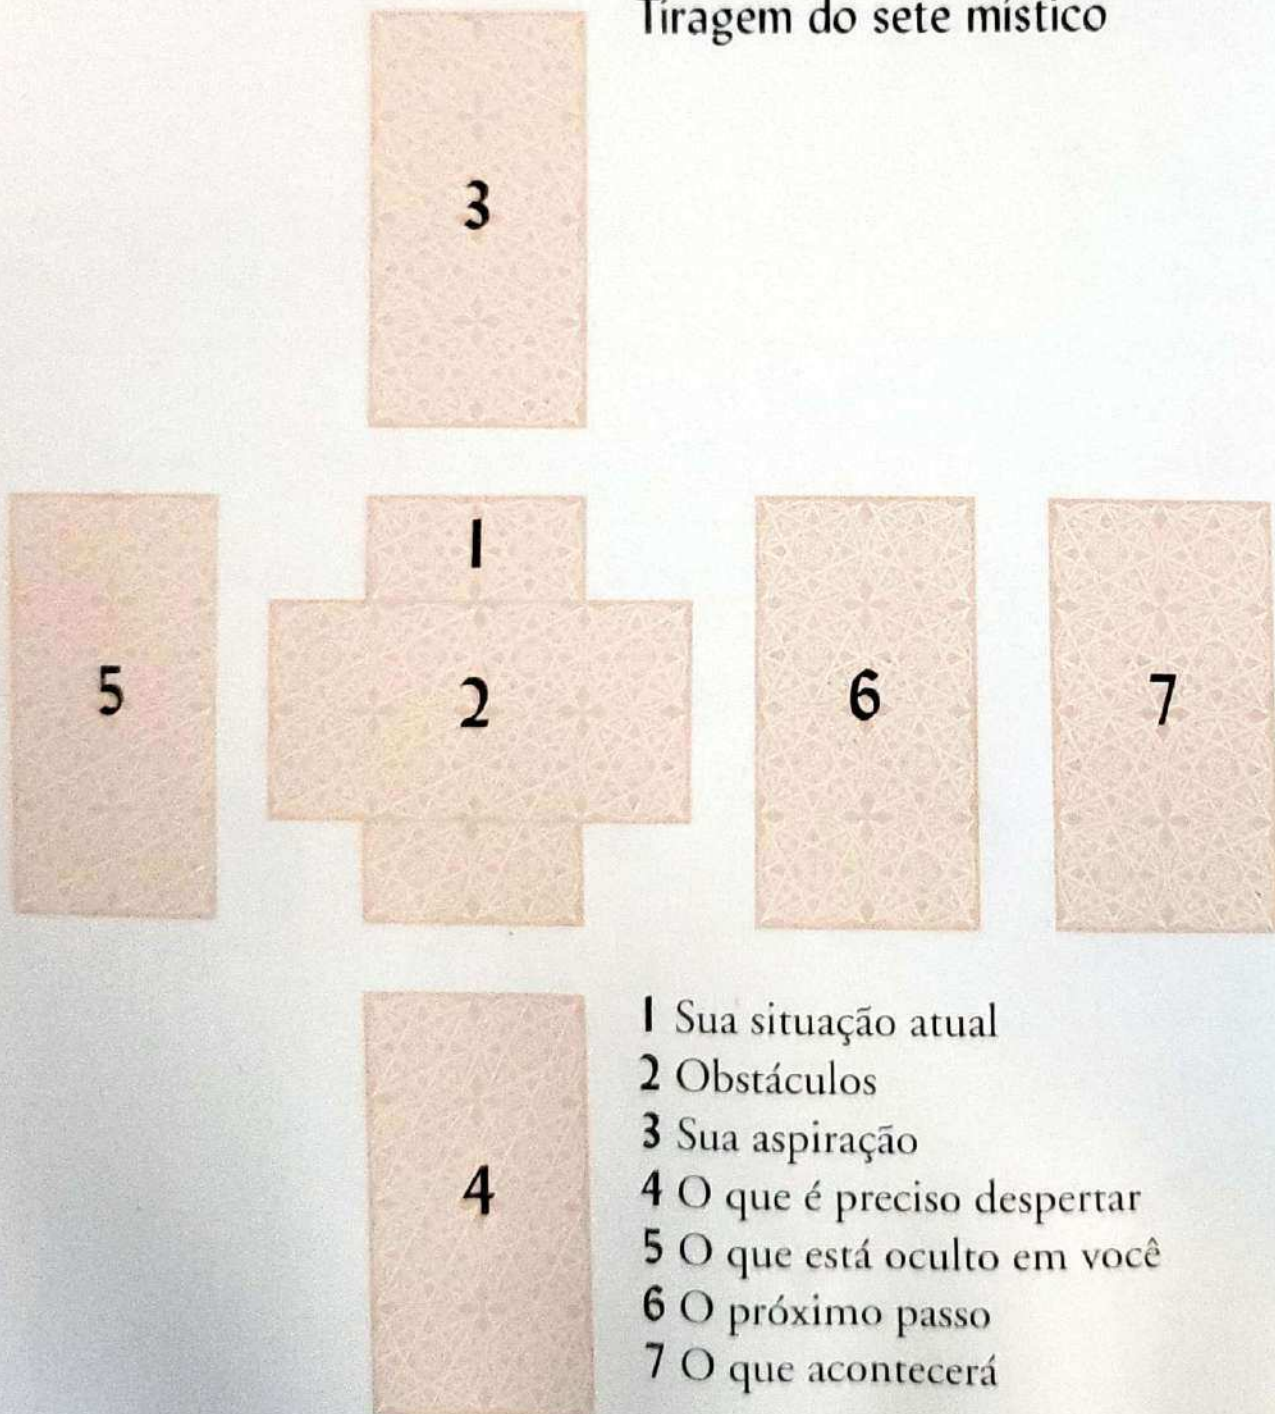 Tiragem do sete místico
3
1
5
2
6
7
4
1 Sua situação atual
2 Obstáculos
3 Sua aspiração
4 O que é preciso despertar
5 O que está oculto em você
6 O próximo passo
7 O que acontecerá